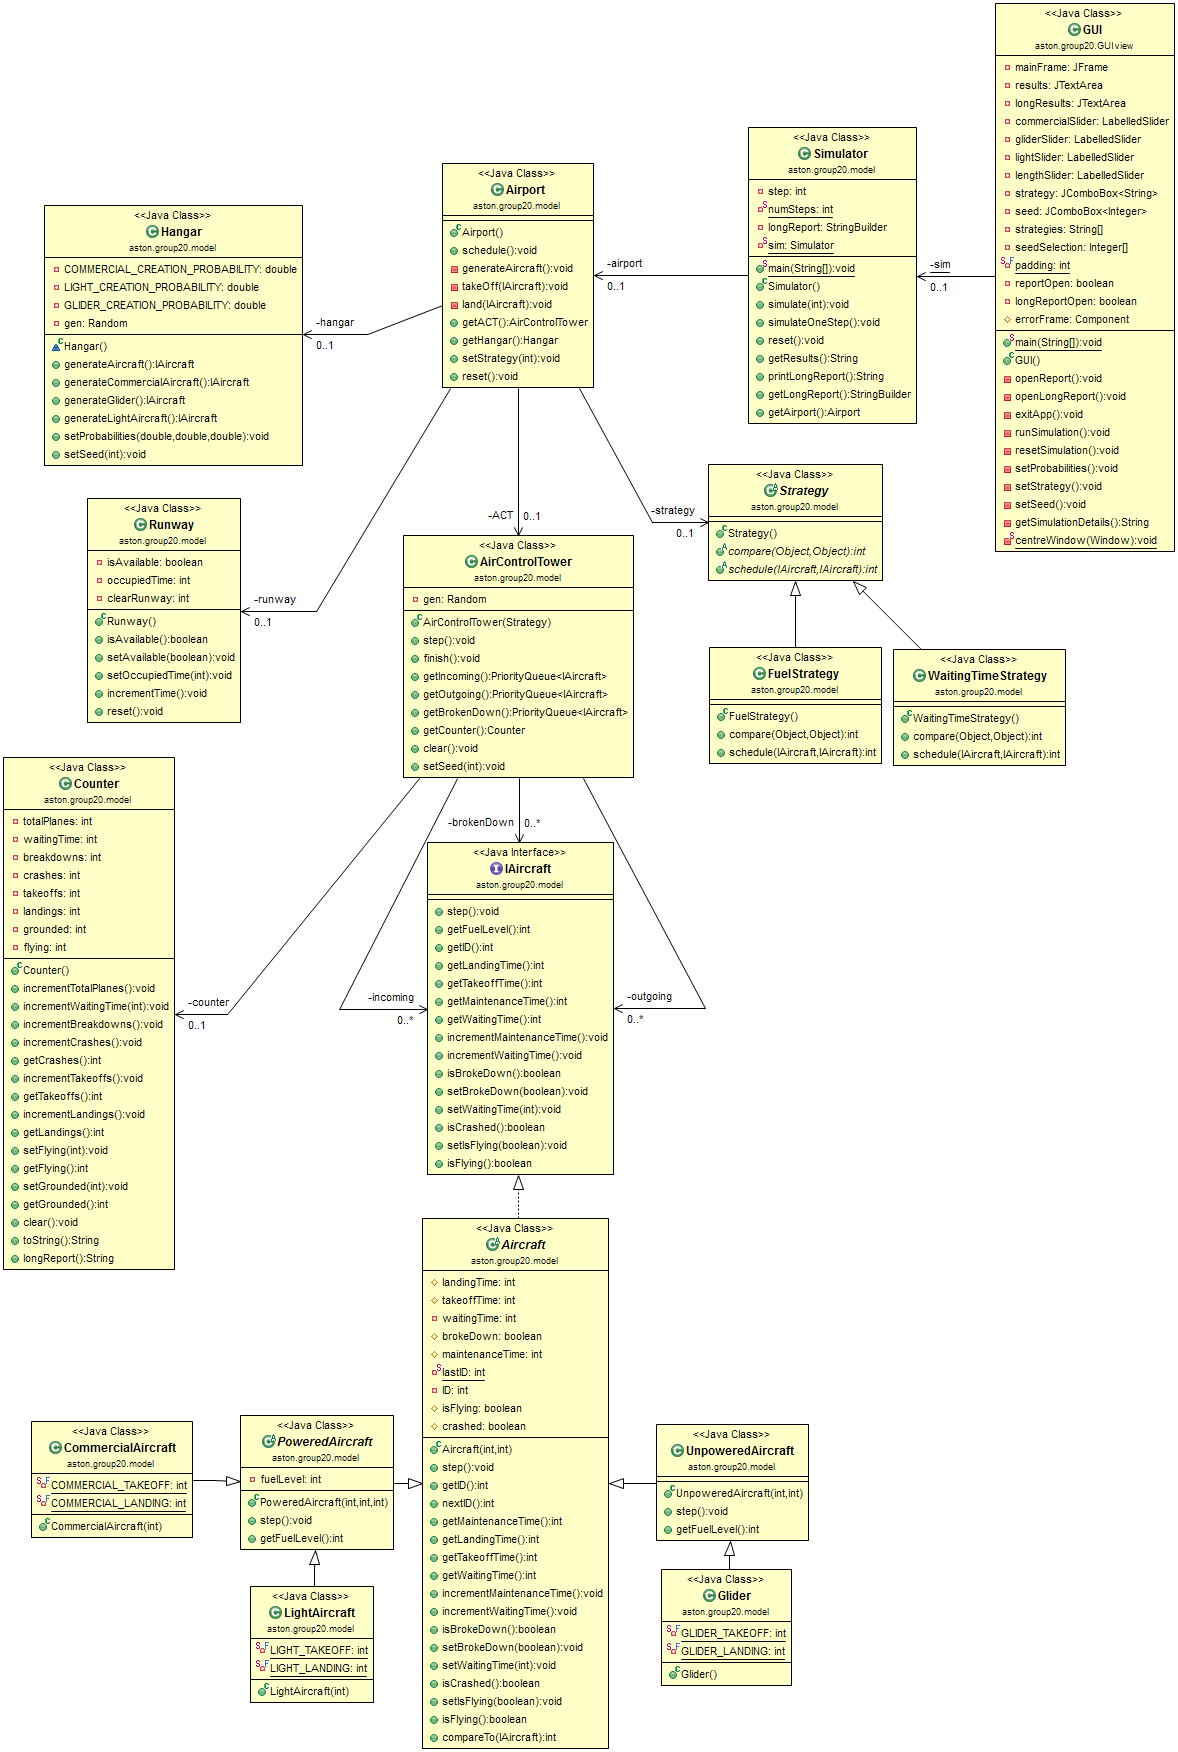 <<Java Class>>
GUI
aston.group20.GUIview
mainFrame: JFrame
results: JTextArea
longResults: JTextArea
commercialSlider: LabelledSlider
gliderSlider: LabelledSlider
lightSlider: LabelledSlider
lengthSlider: LabelledSlider
strategy: JComboBox<String>
seed: JComboBox<Integer>
strategies: String[]
seedSelection: Integer[]
padding: int
reportOpen: boolean
longReportOpen: boolean
errorFrame: Component
main(String[]):void
GUI()
openReport():void
openLongReport():void
exitApp():void
runSimulation():void
resetSimulation():void
setProbabilities():void
setStrategy():void
setSeed():void
getSimulationDetails():String
centreWindow(Window):void
-sim
0..1
<<Java Class>>
Simulator
aston.group20.model
step: int
numSteps: int
longReport: StringBuilder
sim: Simulator
main(String[]):void
Simulator()
simulate(int):void
simulateOneStep():void
reset():void
getResults():String
printLongReport():String
getLongReport():StringBuilder
getAirport():Airport
-airport
0..1
<<Java Class>>
Airport
aston.group20.model
Airport()
schedule():void
generateAircraft():void
takeOff(IAircraft):void
land(IAircraft):void
getACT():AirControlTower
getHangar():Hangar
setStrategy(int):void
reset():void
-hangar
0..1
<<Java Class>>
Hangar
aston.group20.model
COMMERCIAL_CREATION_PROBABILITY: double
LIGHT_CREATION_PROBABILITY: double
GLIDER_CREATION_PROBABILITY: double
gen: Random
Hangar()
generateAircraft():IAircraft
generateCommercialAircraft():IAircraft
generateGlider():IAircraft
generateLightAircraft():IAircraft
setProbabilities(double,double,double):void
setSeed(int):void
<<Java Class>>
Runway
aston.group20.model
isAvailable: boolean
occupiedTime: int
clearRunway: int
Runway()
isAvailable():boolean
setAvailable(boolean):void
setOccupiedTime(int):void
incrementTime():void
reset():void
-runway
0..1
-ACT
0..1
-strategy
0..1
<<Java Class>>
Strategy
aston.group20.model
Strategy()
compare(Object,Object):int
schedule(IAircraft,IAircraft):int
<<Java Class>>
AirControlTower
aston.group20.model
gen: Random
AirControlTower(Strategy)
step():void
finish():void
getIncoming():PriorityQueue<IAircraft>
getOutgoing():PriorityQueue<IAircraft>
getBrokenDown():PriorityQueue<IAircraft>
getCounter():Counter
clear():void
setSeed(int):void
<<Java Class>>
FuelStrategy
aston.group20.model
FuelStrategy()
compare(Object,Object):int
schedule(IAircraft,IAircraft):int
<<Java Class>>
WaitingTimeStrategy
aston.group20.model
WaitingTimeStrategy()
compare(Object,Object):int
schedule(IAircraft,IAircraft):int
<<Java Class>>
Counter
aston.group20.model
totalPlanes: int
waitingTime: int
breakdowns: int
crashes: int
takeoffs: int
landings: int
grounded: int
flying: int
Counter()
incrementTotalPlanes():void
incrementWaitingTime(int):void
incrementBreakdowns():void
incrementCrashes():void
getCrashes():int
incrementTakeoffs():void
getTakeoffs():int
incrementLandings():void
getLandings():int
setFlying(int):void
getFlying():int
setGrounded(int):void
getGrounded():int
clear():void
toString():String
longReport():String
-counter
0..1
-brokenDown
0..*
-incoming
0..*
-outgoing
0..*
<<Java Interface>>
IAircraft
aston.group20.model
step():void
getFuelLevel():int
getID():int
getLandingTime():int
getTakeoffTime():int
getMaintenanceTime():int
getWaitingTime():int
incrementMaintenanceTime():void
incrementWaitingTime():void
isBrokeDown():boolean
setBrokeDown(boolean):void
setWaitingTime(int):void
isCrashed():boolean
setIsFlying(boolean):void
isFlying():boolean
<<Java Class>>
Aircraft
aston.group20.model
landingTime: int
takeoffTime: int
waitingTime: int
brokeDown: boolean
maintenanceTime: int
lastID: int
ID: int
isFlying: boolean
crashed: boolean
Aircraft(int,int)
step():void
getID():int
nextID():int
getMaintenanceTime():int
getLandingTime():int
getTakeoffTime():int
getWaitingTime():int
incrementMaintenanceTime():void
incrementWaitingTime():void
isBrokeDown():boolean
setBrokeDown(boolean):void
setWaitingTime(int):void
isCrashed():boolean
setIsFlying(boolean):void
isFlying():boolean
compareTo(IAircraft):int
<<Java Class>>
CommercialAircraft
aston.group20.model
COMMERCIAL_TAKEOFF: int
COMMERCIAL_LANDING: int
CommercialAircraft(int)
<<Java Class>>
PoweredAircraft
aston.group20.model
fuelLevel: int
PoweredAircraft(int,int,int)
step():void
getFuelLevel():int
<<Java Class>>
UnpoweredAircraft
aston.group20.model
UnpoweredAircraft(int,int)
step():void
getFuelLevel():int
<<Java Class>>
LightAircraft
aston.group20.model
LIGHT_TAKEOFF: int
LIGHT_LANDING: int
LightAircraft(int)
<<Java Class>>
Glider
aston.group20.model
GLIDER_TAKEOFF: int
GLIDER_LANDING: int
Glider()